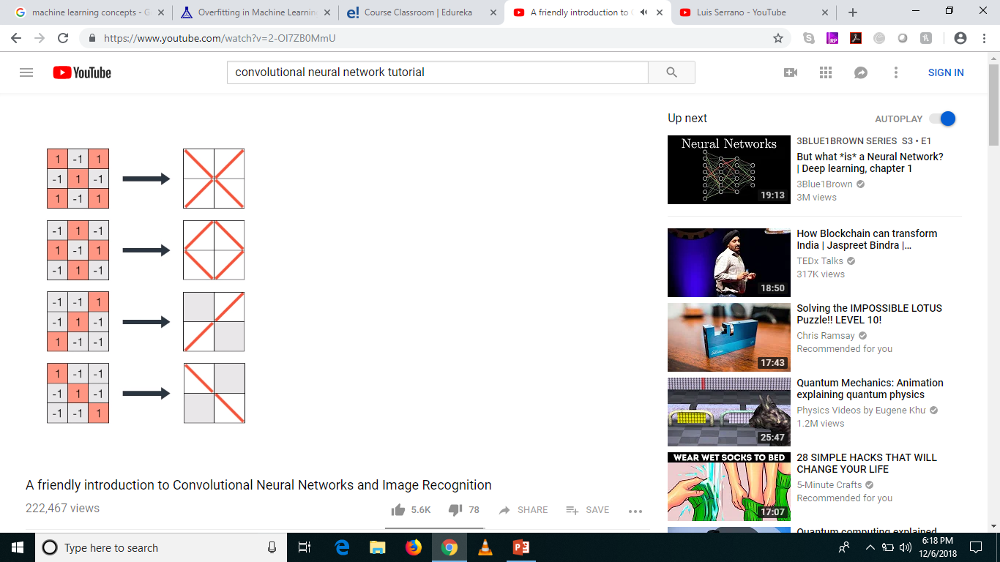 machine learning concepts - G
Overfitting in Machine Learning
Course Classroom | Edureka
A friendly introduction to C
Luis Serrano - YouTube
https://www.youtube.com/watch?v=2-Ol7ZB0MmU
YouTube
convolutional neural network tutorial
SIGN IN
1 -1 1
-1 1 -1
1 -1 1
-1 1 -1
1 -1 1
-1 1 -1
-1 -1 1
-1 1 -1
1 -1 -1
1 -1 -1
-1 1 -1
-1 -1 1
A friendly introduction to Convolutional Neural Networks and Image Recognition
222,467 views
5.6K
78
SHARE
SAVE
Up next
AUTOPLAY
Neural Networks
19:13
3BLUE1BROWN SERIES S3 • E1
But what *is* a Neural Network?
| Deep learning, chapter 1
3Blue1Brown
3M views
18:50
How Blockchain can transform
India | Jaspreet Bindra |...
TEDx Talks
317K views
17:43
Solving the IMPOSSIBLE LOTUS
Puzzle!! LEVEL 10!
Chris Ramsay
Recommended for you
25:47
Quantum Mechanics: Animation
explaining quantum physics
Physics Videos by Eugene Khu
1.2M views
WEAR WET SOCKS TO BED
17:07
28 SIMPLE HACKS THAT WILL
CHANGE YOUR LIFE
5-Minute Crafts
Recommended for you
Quantum computing explained
Type here to search
6:18 PM
12/6/2018